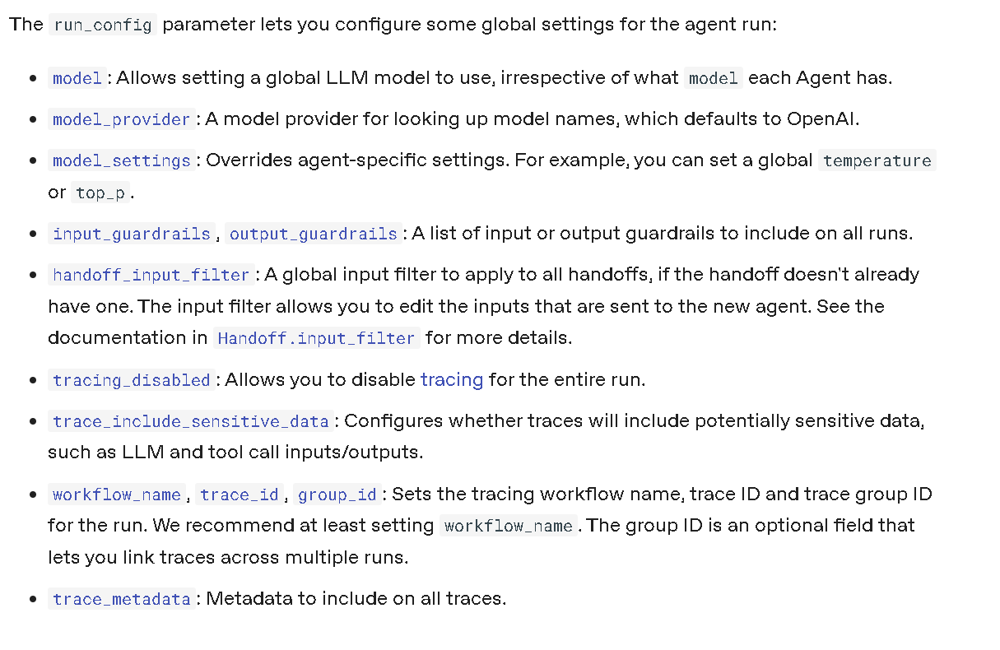 The run_config parameter lets you configure some global settings for the agent run:
• model: Allows setting a global LLM model to use, irrespective of what model each Agent has.
• model_provider: A model provider for looking up model names, which defaults to OpenAI.
• model_settings: Overrides agent-specific settings. For example, you can set a global temperature
or top_p.
• input_guardrails, output_guardrails: A list of input or output guardrails to include on all runs.
• handoff_input_filter: A global input filter to apply to all handoffs, if the handoff doesn't already
have one. The input filter allows you to edit the inputs that are sent to the new agent. See the
documentation in Handoff.input_filter for more details.
• tracing_disabled: Allows you to disable tracing for the entire run.
• trace_include_sensitive_data: Configures whether traces will include potentially sensitive data,
such as LLM and tool call inputs/outputs.
• workflow_name, trace_id, group_id: Sets the tracing workflow name, trace ID and trace group ID
for the run. We recommend at least setting workflow_name. The group ID is an optional field that
lets you link traces across multiple runs.
• trace_metadata: Metadata to include on all traces.